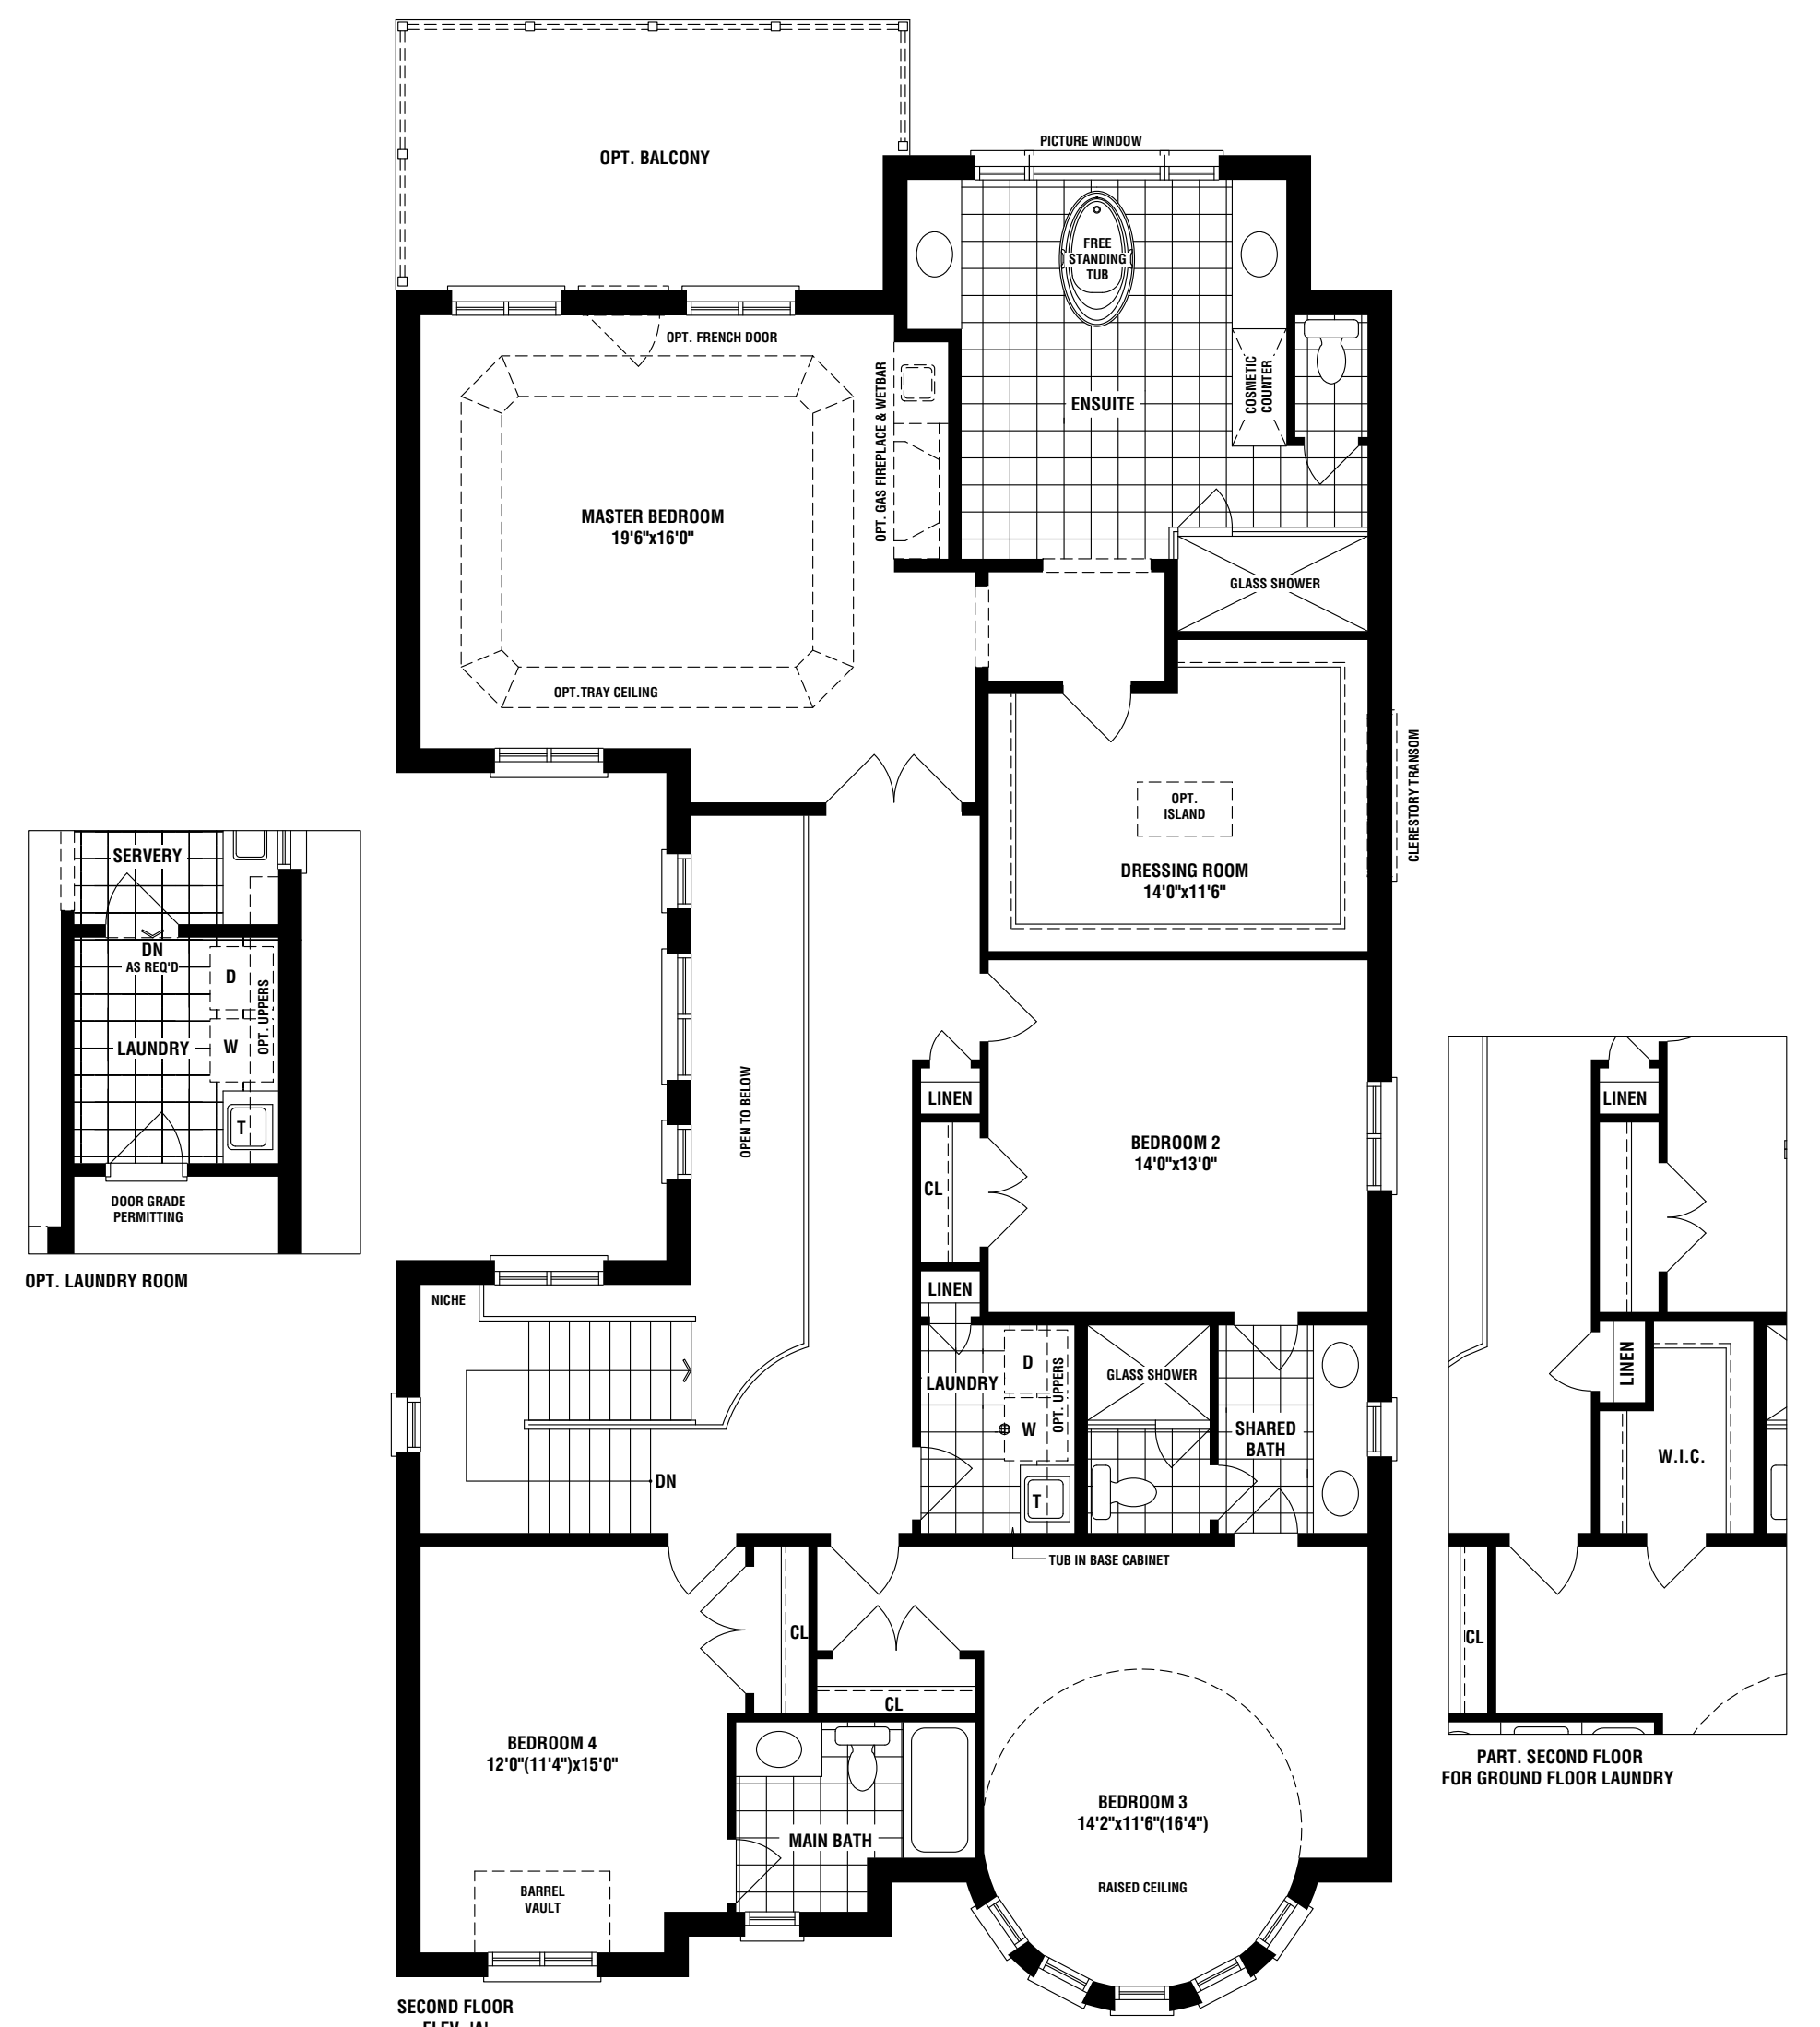 OPT. BALCONY
PICTURE WINDOW
FREE
STANDING
TUB
OPT. FRENCH DOOR
OPT. GAS FIREPLACE & WETBAR
ENSUITE
COSMETIC
COUNTER
MASTER BEDROOM
19'6"x16'0"
GLASS SHOWER
OPT.TRAY CEILING
CLERESTORY TRANSOM
OPT.
ISLAND
DRESSING ROOM
14'0"x11'6"
SERVERY
DN
AS REQ'D
D
W
OPT. UPPERS
LAUNDRY
T
DOOR GRADE
PERMITTING
OPT. LAUNDRY ROOM
OPEN TO BELOW
LINEN
CL
BEDROOM 2
14'0"x13'0"
LINEN
NICHE
DN
LAUNDRY
D
W
OPT. UPPERS
T
GLASS SHOWER
SHARED
BATH
TUB IN BASE CABINET
CL
CL
BEDROOM 4
12'0"(11'4")x15'0"
MAIN BATH
BARREL
VAULT
BEDROOM 3
14'2"x11'6"(16'4")
RAISED CEILING
SECOND FLOOR
ELEV. 'A'
LINEN
LINEN
W.I.C.
CL
PART. SECOND FLOOR
FOR GROUND FLOOR LAUNDRY